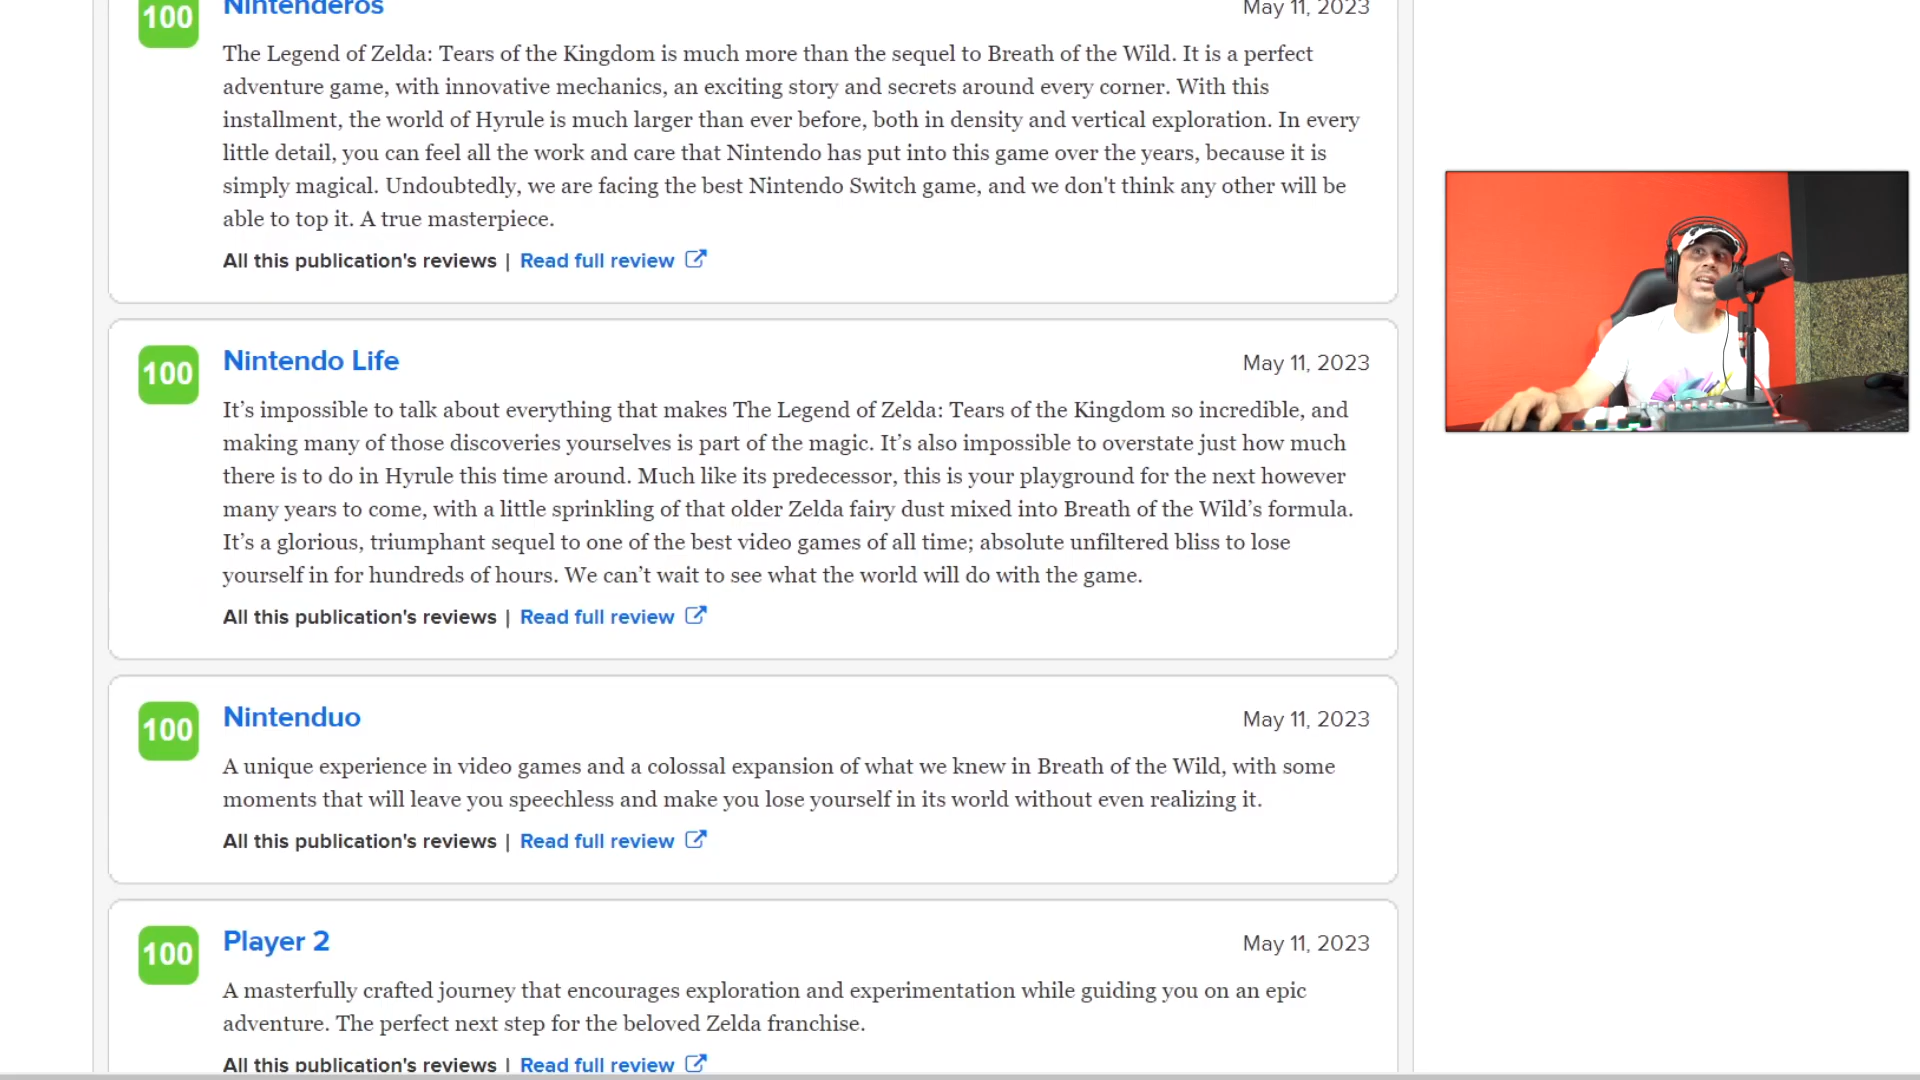 100
Nintenderos
May 11, 2023
The Legend of Zelda: Tears of the Kingdom is much more than the sequel to Breath of the Wild. It is a perfect
adventure game, with innovative mechanics, an exciting story and secrets around every corner. With this
installment, the world of Hyrule is much larger than ever before, both in density and vertical exploration. In every
little detail, you can feel all the work and care that Nintendo has put into this game over the years, because it is
simply magical. Undoubtedly, we are facing the best Nintendo Switch game, and we don't think any other will be
able to top it. A true masterpiece.
All this publication's reviews | Read full review
100
Nintendo Life
May 11, 2023
It’s impossible to talk about everything that makes The Legend of Zelda: Tears of the Kingdom so incredible, and
making many of those discoveries yourselves is part of the magic. It’s also impossible to overstate just how much
there is to do in Hyrule this time around. Much like its predecessor, this is your playground for the next however
many years to come, with a little sprinkling of that older Zelda fairy dust mixed into Breath of the Wild’s formula.
It’s a glorious, triumphant sequel to one of the best video games of all time; absolute unfiltered bliss to lose
yourself in for hundreds of hours. We can’t wait to see what the world will do with the game.
All this publication's reviews | Read full review
100
Nintenduo
May 11, 2023
A unique experience in video games and a colossal expansion of what we knew in Breath of the Wild, with some
moments that will leave you speechless and make you lose yourself in its world without even realizing it.
All this publication's reviews | Read full review
100
Player 2
May 11, 2023
A masterfully crafted journey that encourages exploration and experimentation while guiding you on an epic
adventure. The perfect next step for the beloved Zelda franchise.
All this publication's reviews | Read full review